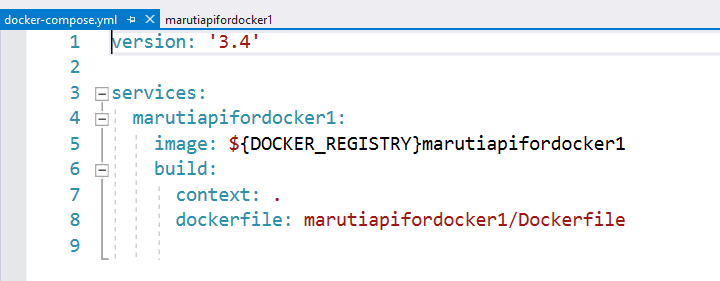 docker-compose.yml marutiapifordocker1
1 version: '3.4'
2
3 services:
4 marutiapifordocker1:
5 image: ${DOCKER_REGISTRY}marutiapifordocker1
6 build:
7 context: .
8 dockerfile: marutiapifordocker1/Dockerfile
9